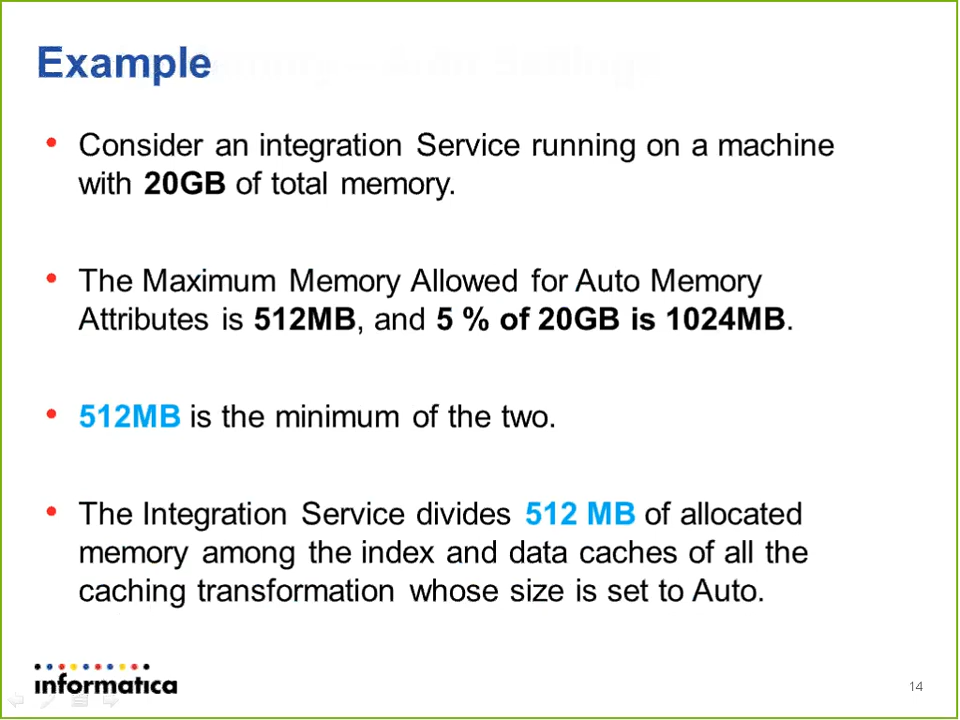 Example
• Consider an integration Service running on a machine
with 20GB of total memory.
• The Maximum Memory Allowed for Auto Memory
Attributes is 512MB, and 5 % of 20GB is 1024MB.
• 512MB is the minimum of the two.
• The Integration Service divides 512 MB of allocated
memory among the index and data caches of all the
caching transformation whose size is set to Auto.
informatica
14